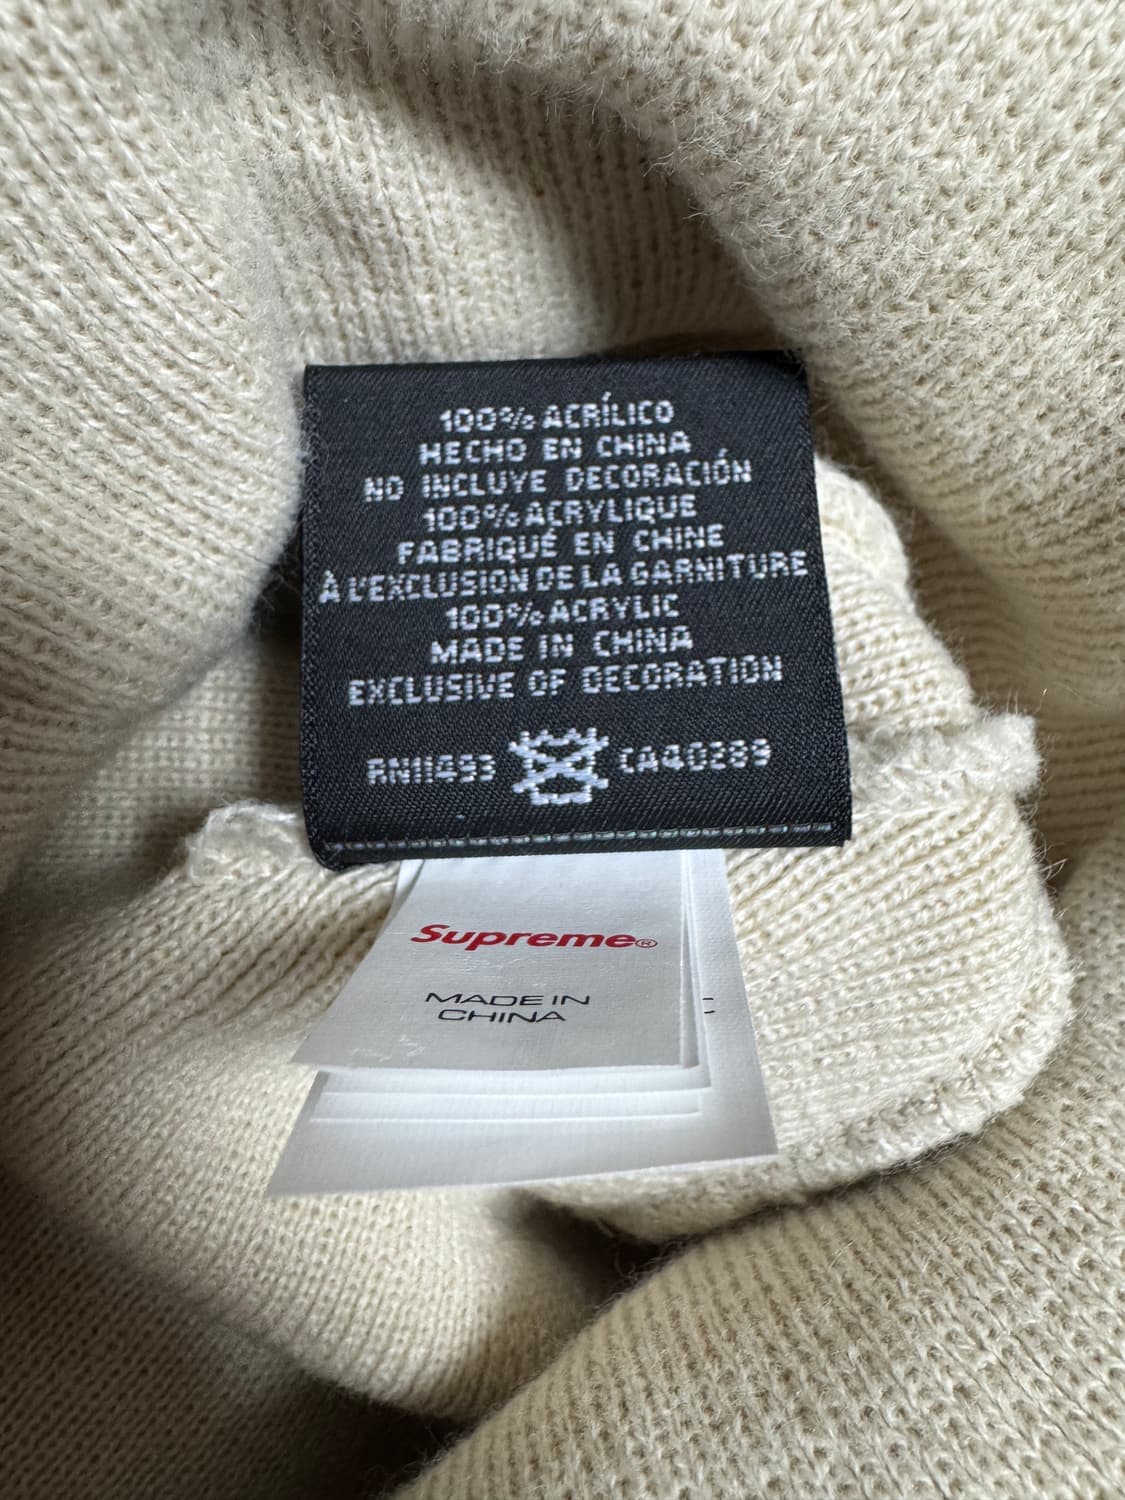 100% ACRÍLICO
HECHO EN CHINA
NO INCLUYE DECORACIÓN
100% ACRYLIQUE
FABRIQUÉ EN CHINE
À L'EXCLUSION DE LA GARNITURE
100% ACRYLIC
MADE IN CHINA
EXCLUSIVE OF DECORATION
RN11493 CA40289
Supreme®
MADE IN
CHINA